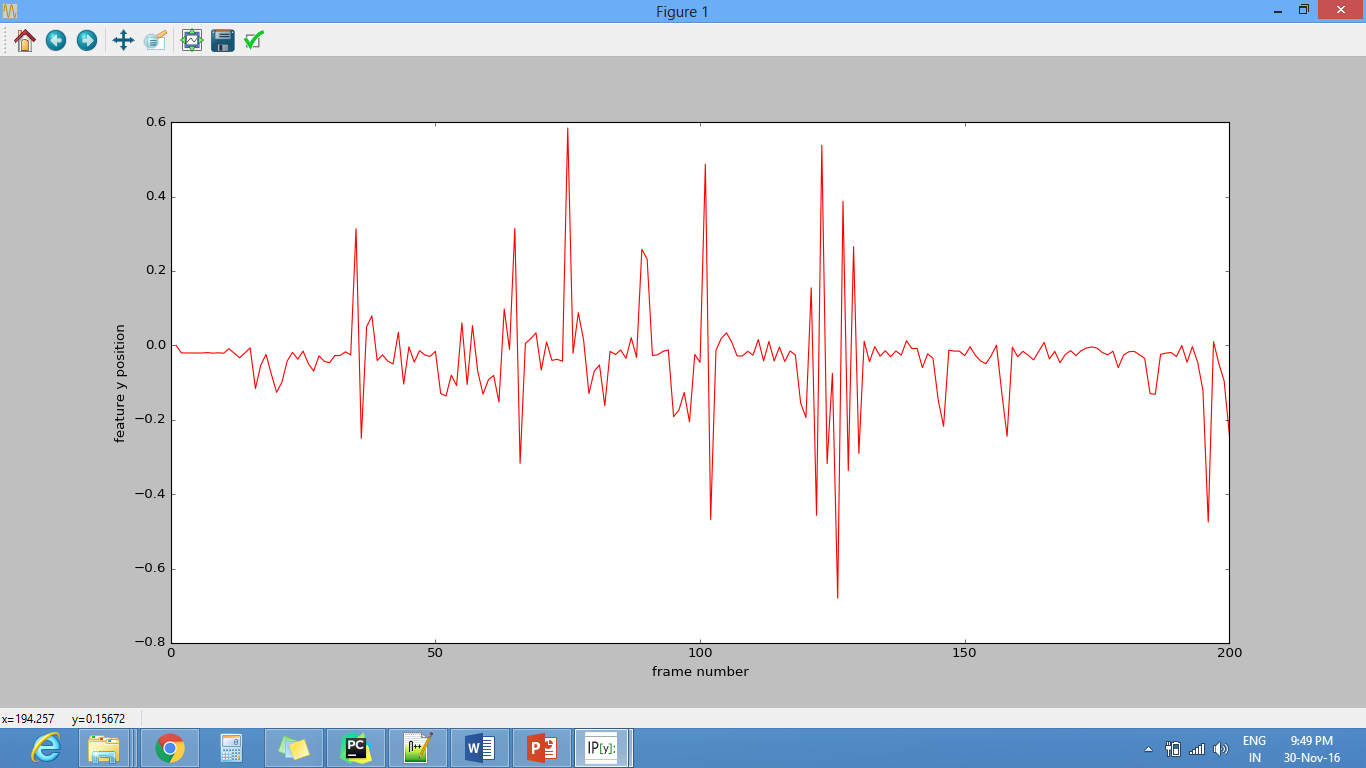 Figure 1
0.6
0.4
0.2
0.0
−0.2
−0.4
−0.6
−0.8
feature y position
0 50 100 150 200
frame number
x=194.257 y=0.15672
PC
W
P
IP[y]:
ENG
IN
9:49 PM
30-Nov-16